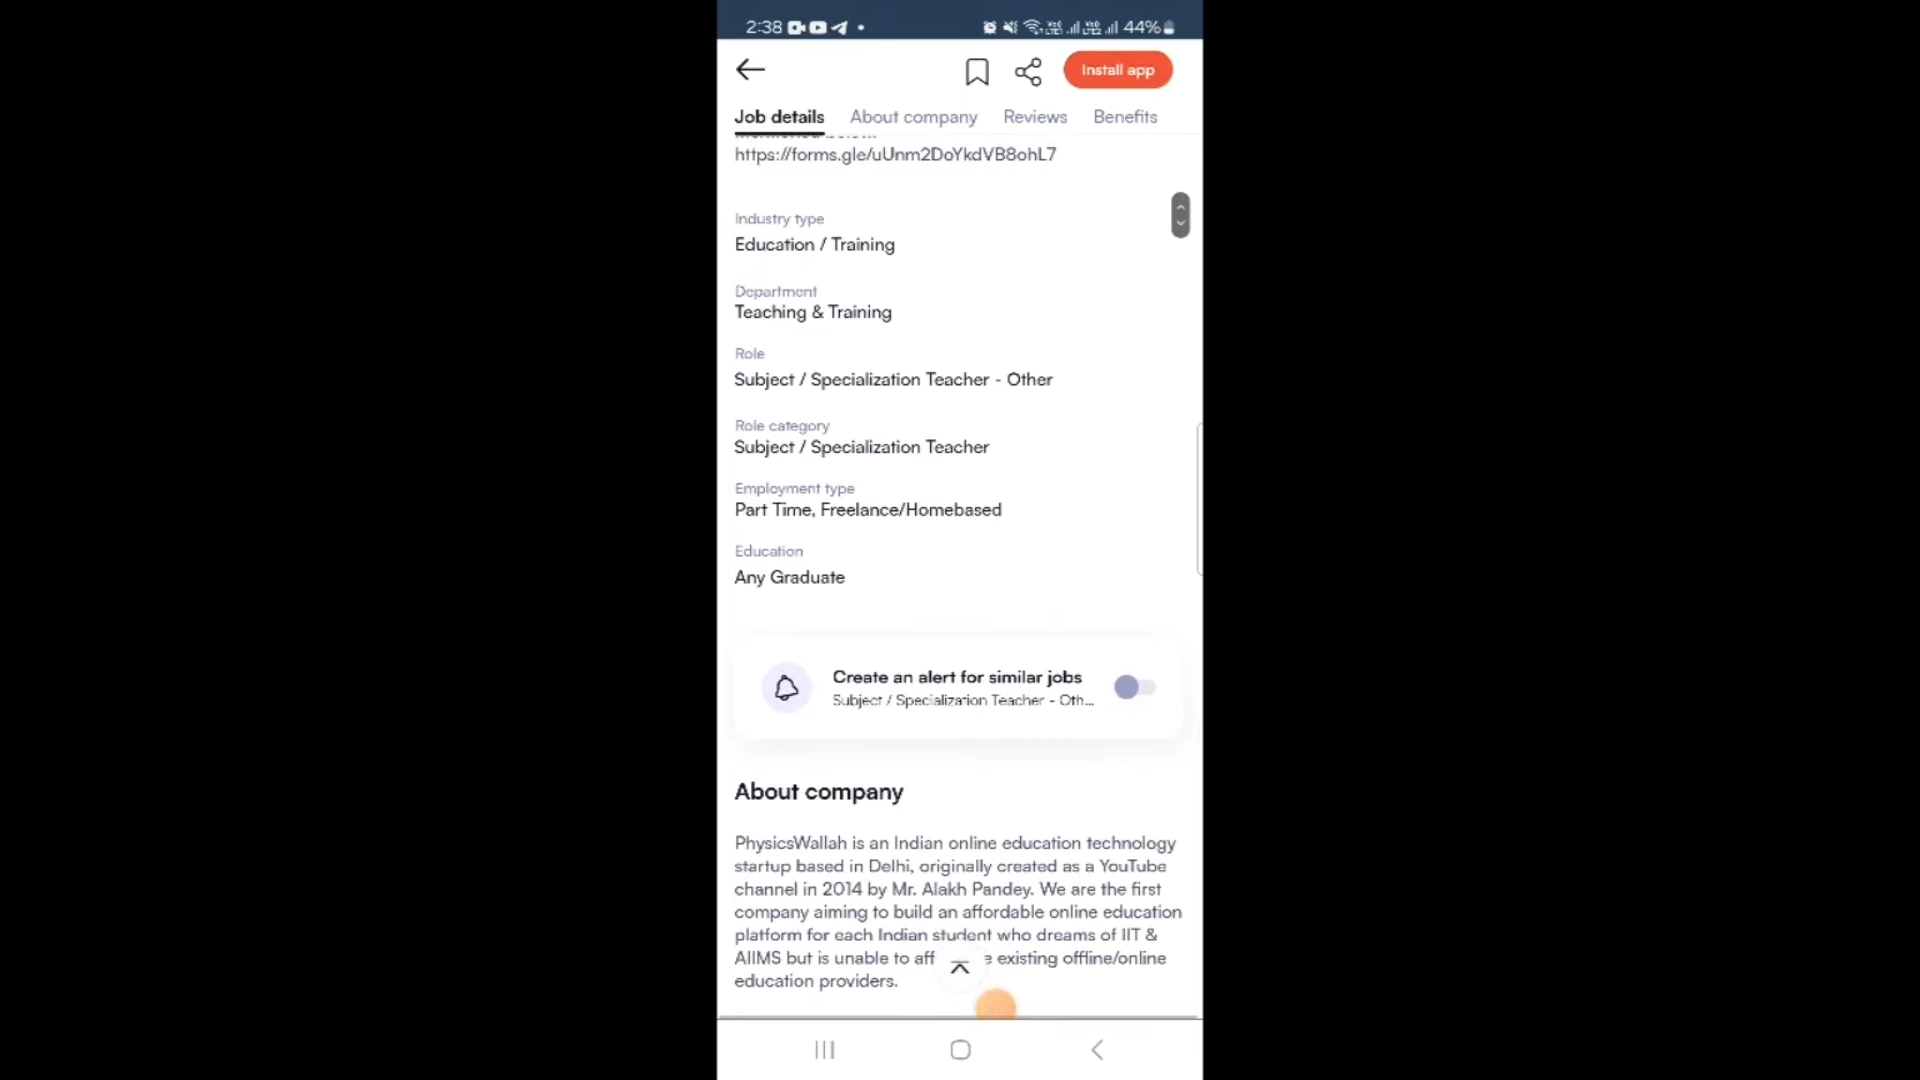 2:38
44%
Install app
Job details
About company
Reviews
Benefits
https://forms.gle/uUnm2DoYkdVB8ohL7
Industry type
Education / Training
Department
Teaching & Training
Role
Subject / Specialization Teacher - Other
Role category
Subject / Specialization Teacher
Employment type
Part Time, Freelance/Homebased
Education
Any Graduate
Create an alert for similar jobs
Subject / Specialization Teacher - Oth...
About company
PhysicsWallah is an Indian online education technology
startup based in Delhi, originally created as a YouTube
channel in 2014 by Mr. Alakh Pandey. We are the first
company aiming to build an affordable online education
platform for each Indian student who dreams of IIT &
AIIMS but is unable to aff e existing offline/online
education providers.